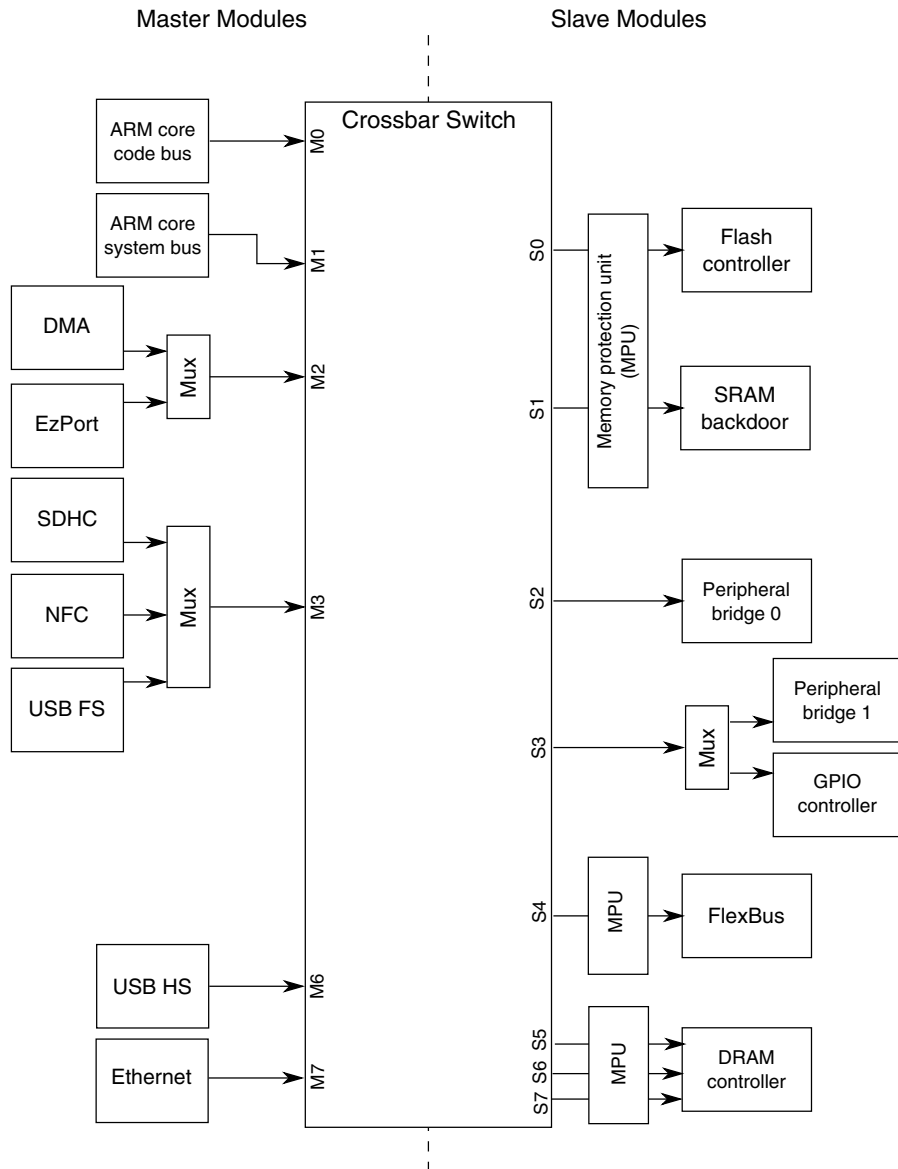 Master Modules
Slave Modules
Crossbar Switch
ARM core
code bus
M0
ARM core
system bus
M1
DMA
EzPort
Mux
M2
SDHC
NFC
USB FS
Mux
M3
USB HS
M6
Ethernet
M7
S0
S1
Memory protection unit
(MPU)
Flash
controller
SRAM
backdoor
S2
Peripheral
bridge 0
S3
Mux
Peripheral
bridge 1
GPIO
controller
S4
MPU
FlexBus
S5
S6
S7
MPU
DRAM
controller